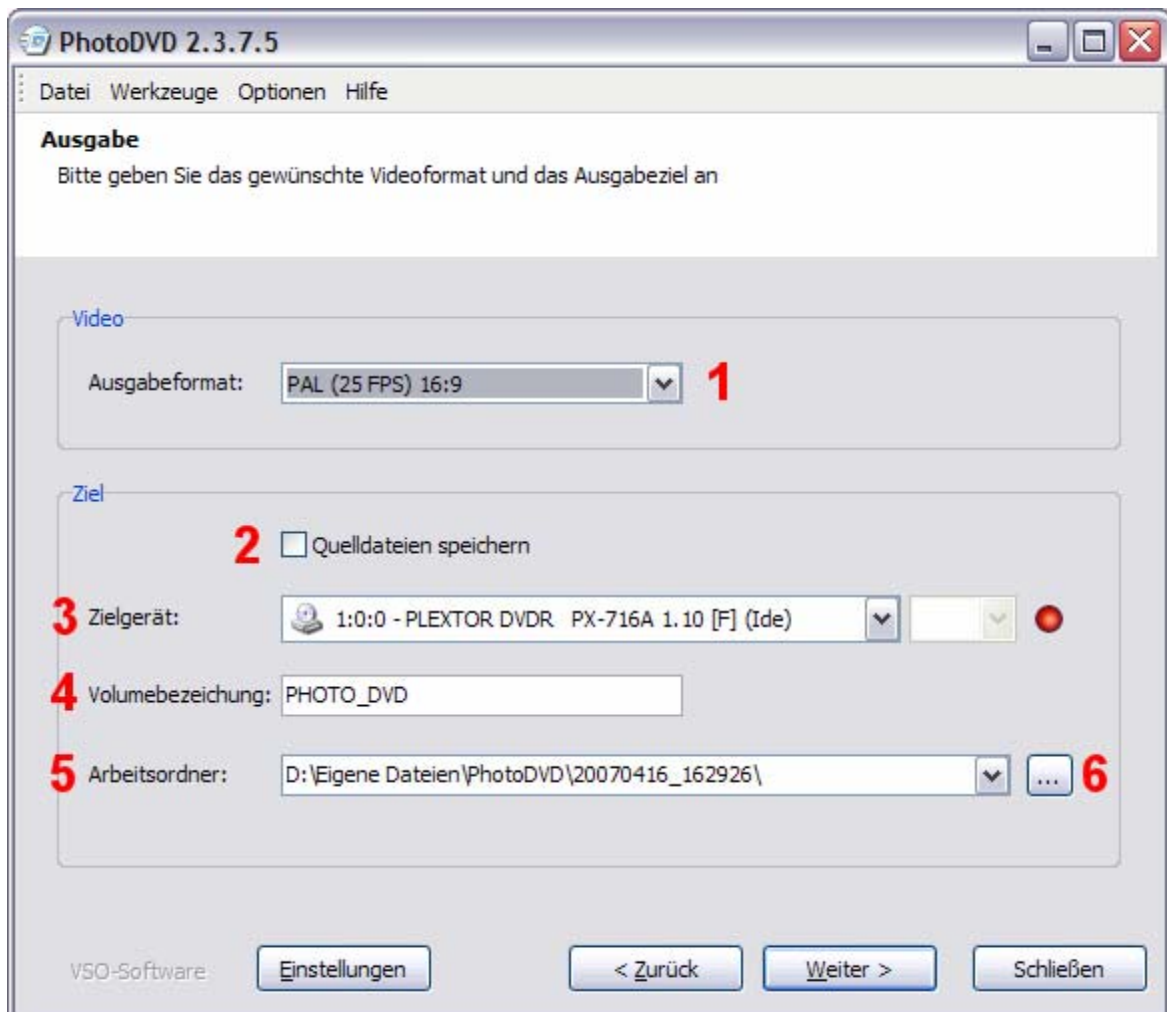 PhotoDVD 2.3.7.5
Datei Werkzeuge Optionen Hilfe
Ausgabe
Bitte geben Sie das gewünschte Videoformat und das Ausgabeziel an
Video
Ausgabeformat: PAL (25 FPS) 16:9 1
Ziel
2 Quelldateien speichern
3 Zielgerät: 1:0:0 - PLEXTOR DVDR PX-716A 1.10 [F] (Ide)
4 Volumebezeichung: PHOTO_DVD
5 Arbeitsordner: D:\Eigene Dateien\PhotoDVD\20070416_162926\ ... 6
VSO-Software Einstellungen < Zurück Weiter > Schließen